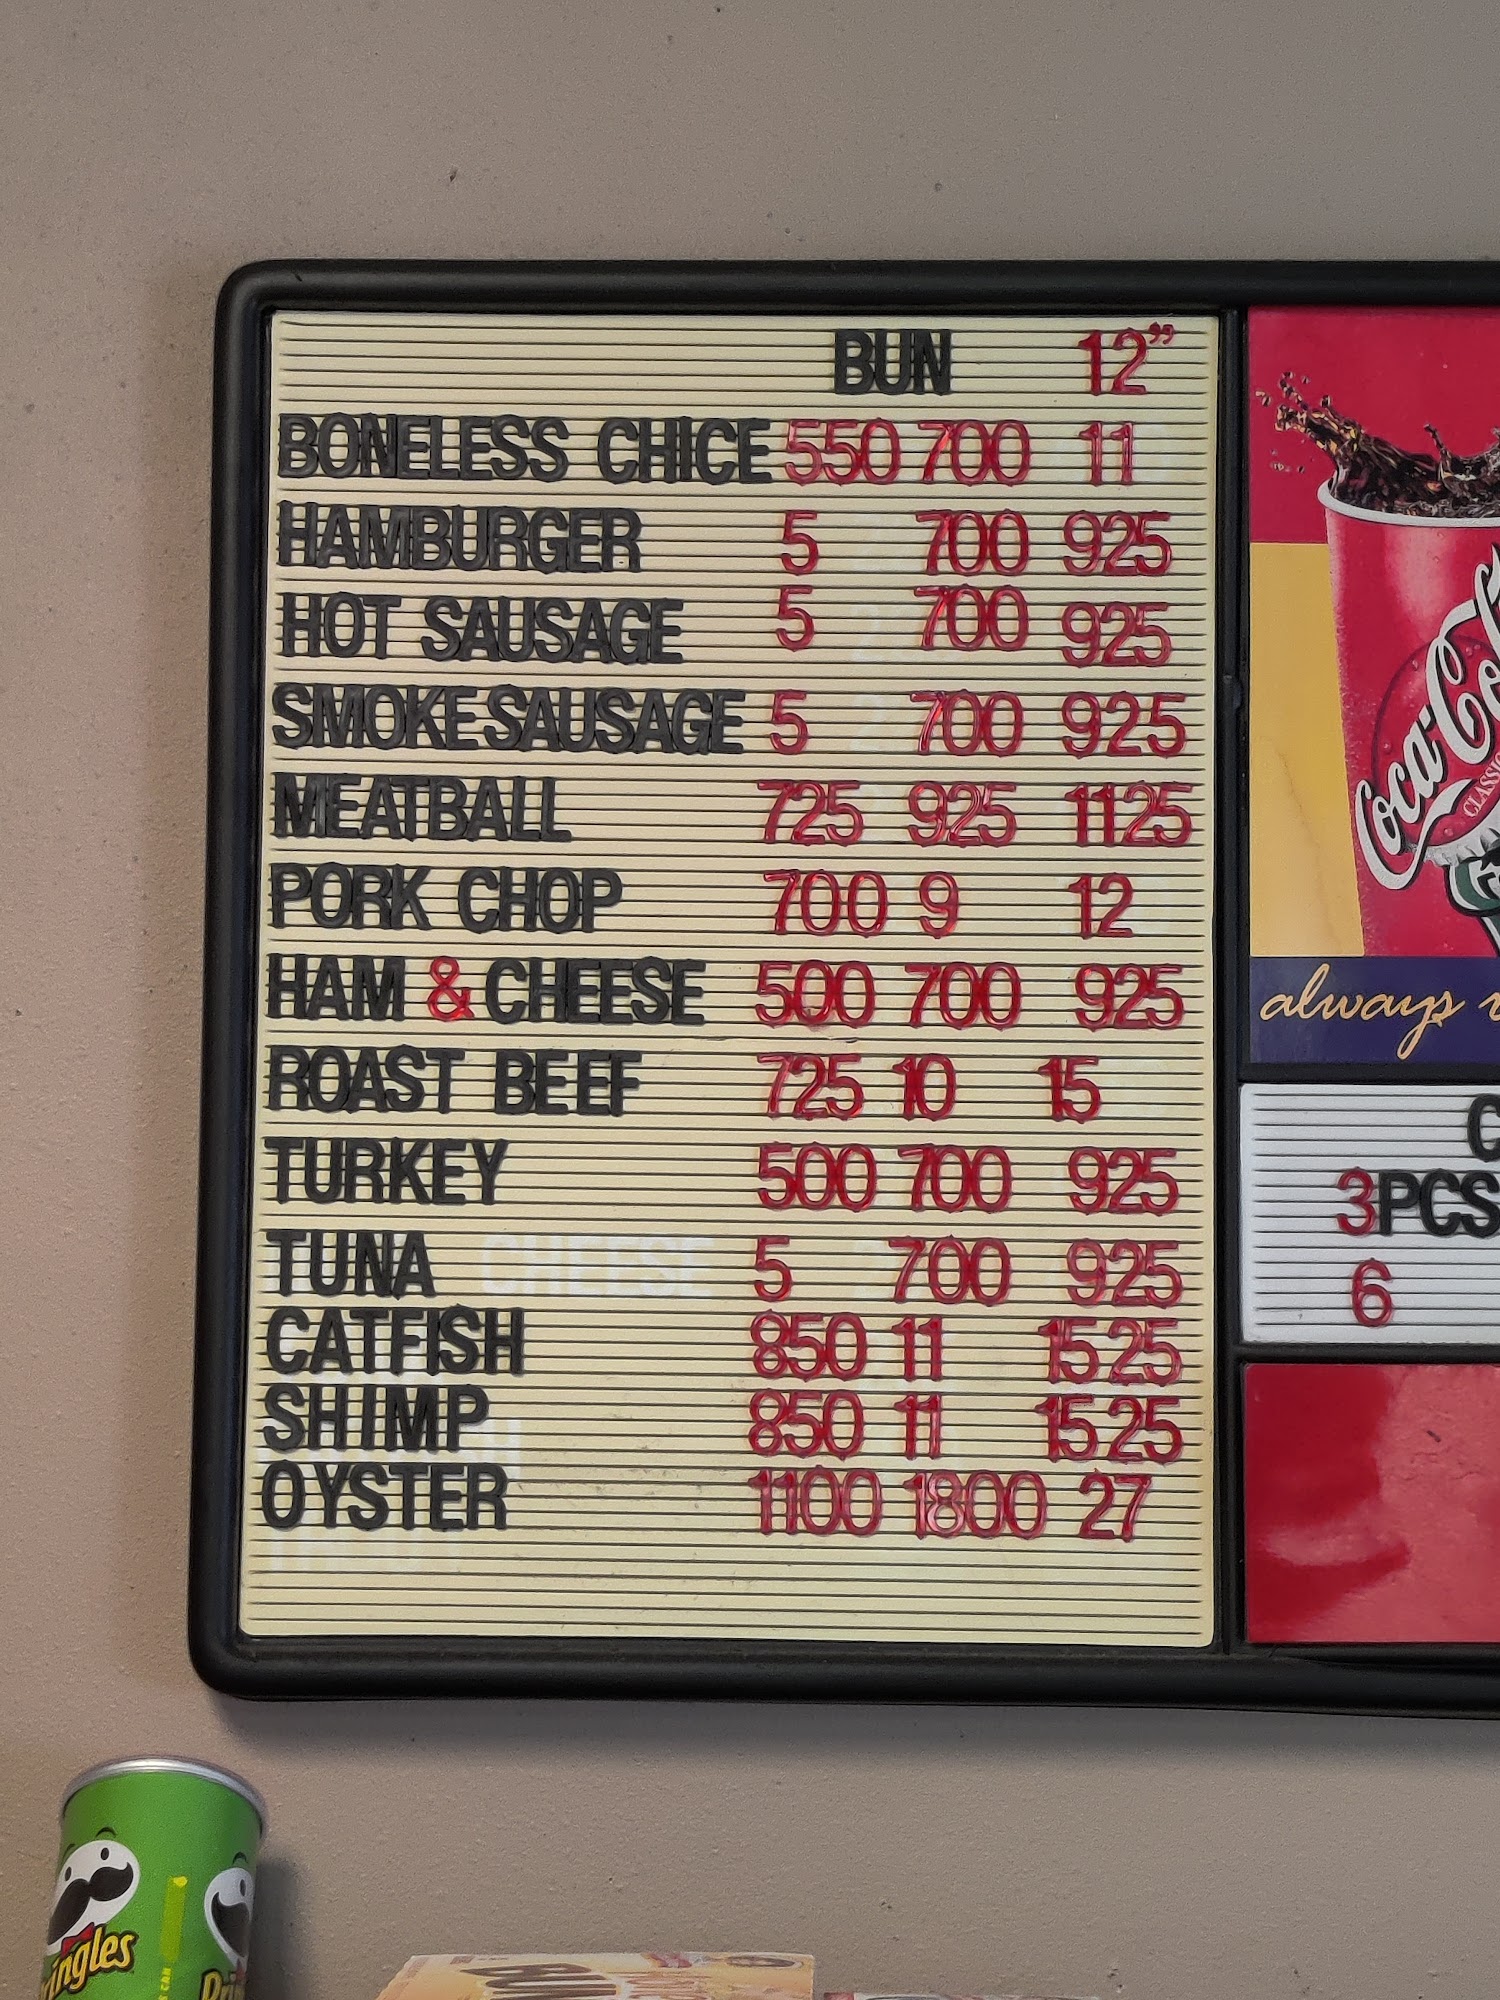 BUN 12”
BONELESS CHICE 550 700 11
HAMBURGER 5 700 925
HOT SAUSAGE 5 700 925
SMOKE SAUSAGE 5 700 925
MEATBALL 725 925 1125
PORK CHOP 700 9 12
HAM & CHEESE 500 700 925
ROAST BEEF 725 10 15
TURKEY 500 700 925
TUNA 5 700 925
CATFISH 850 11 1525
SHIMP 850 11 1525
OYSTER 1100 1800 27
Coca-Cola
CLASSIC
always
3PCS
6
Pringles